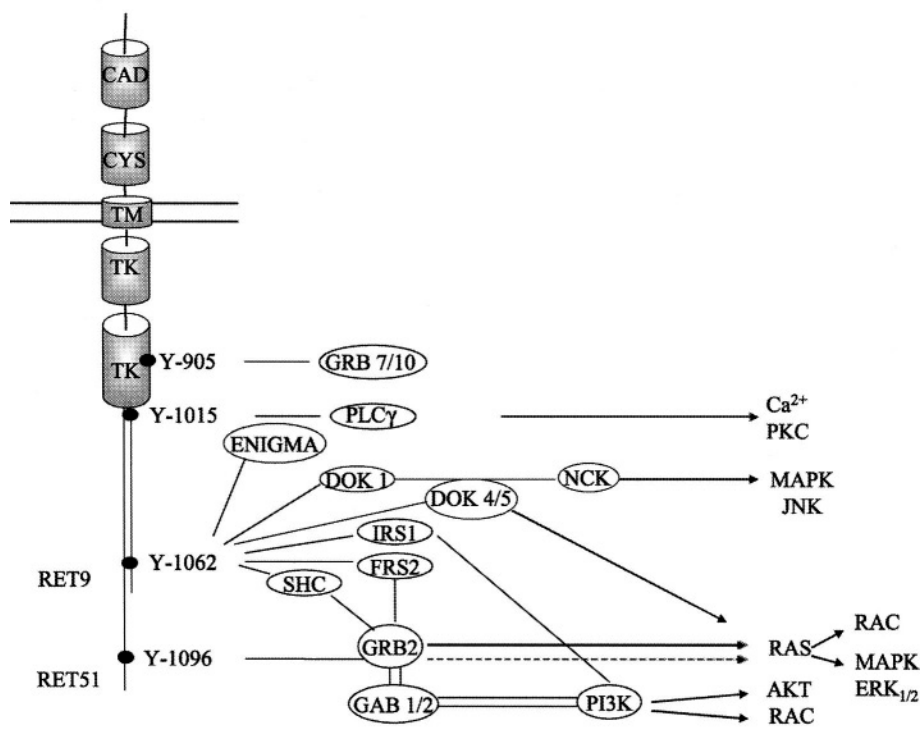 CAD
CYS
TM
TK
TK
Y-905
GRB 7/10
Y-1015
PLCγ
Ca²⁺
PKC
ENIGMA
DOK 1
NCK
MAPK
JNK
DOK 4/5
IRS1
Y-1062
FRS2
RET9
SHC
RAC
GRB2
RAS
Y-1096
MAPK
RET51
ERK₁/₂
GAB 1/2
PI3K
AKT
RAC